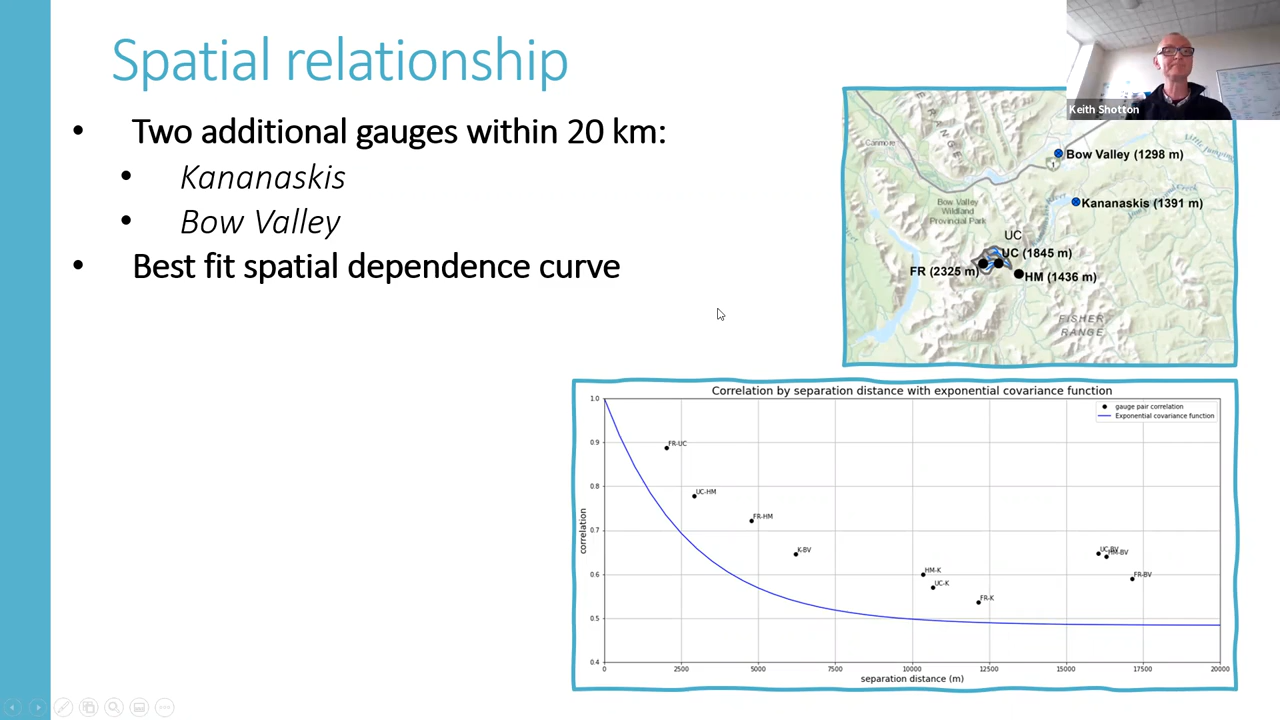 Spatial relationship
• Two additional gauges within 20 km:
• Kananaskis
• Bow Valley
• Best fit spatial dependence curve
Keith Shotton
Canmore
Bow Valley (1298 m)
1
Kananaskis (1391 m)
Bow Valley
Wildland
Provincial Park
UC
UC (1845 m)
FR (2325 m)
HM (1436 m)
FISHER
RANGE
Correlation by separation distance with exponential covariance function
gauge pair correlation
Exponential covariance function
1.0
0.9
0.8
0.7
0.6
0.5
0.4
correlation
FR-UC
UC-HM
FR-HM
K-BV
HM-K
UC-K
FR-K
UC-BV
HM-BV
FR-BV
0 2500 5000 7500 10000 12500 15000 17500 20000
separation distance (m)